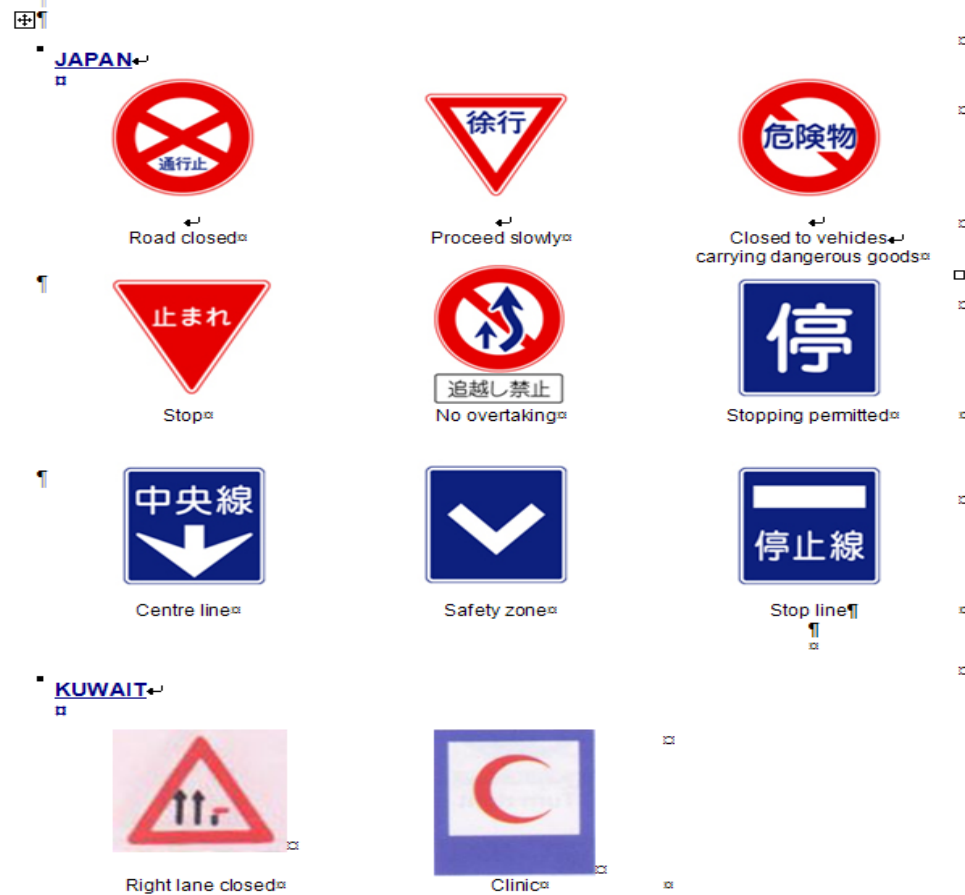 JAPAN
通行止
徐行
危険物
Road closed
Proceed slowly
Closed to vehicles
carrying dangerous goods
止まれ
追越し禁止
停
Stop
No overtaking
Stopping permitted
中央線
停止線
Centre line
Safety zone
Stop line
KUWAIT
Right lane closed
Clinic